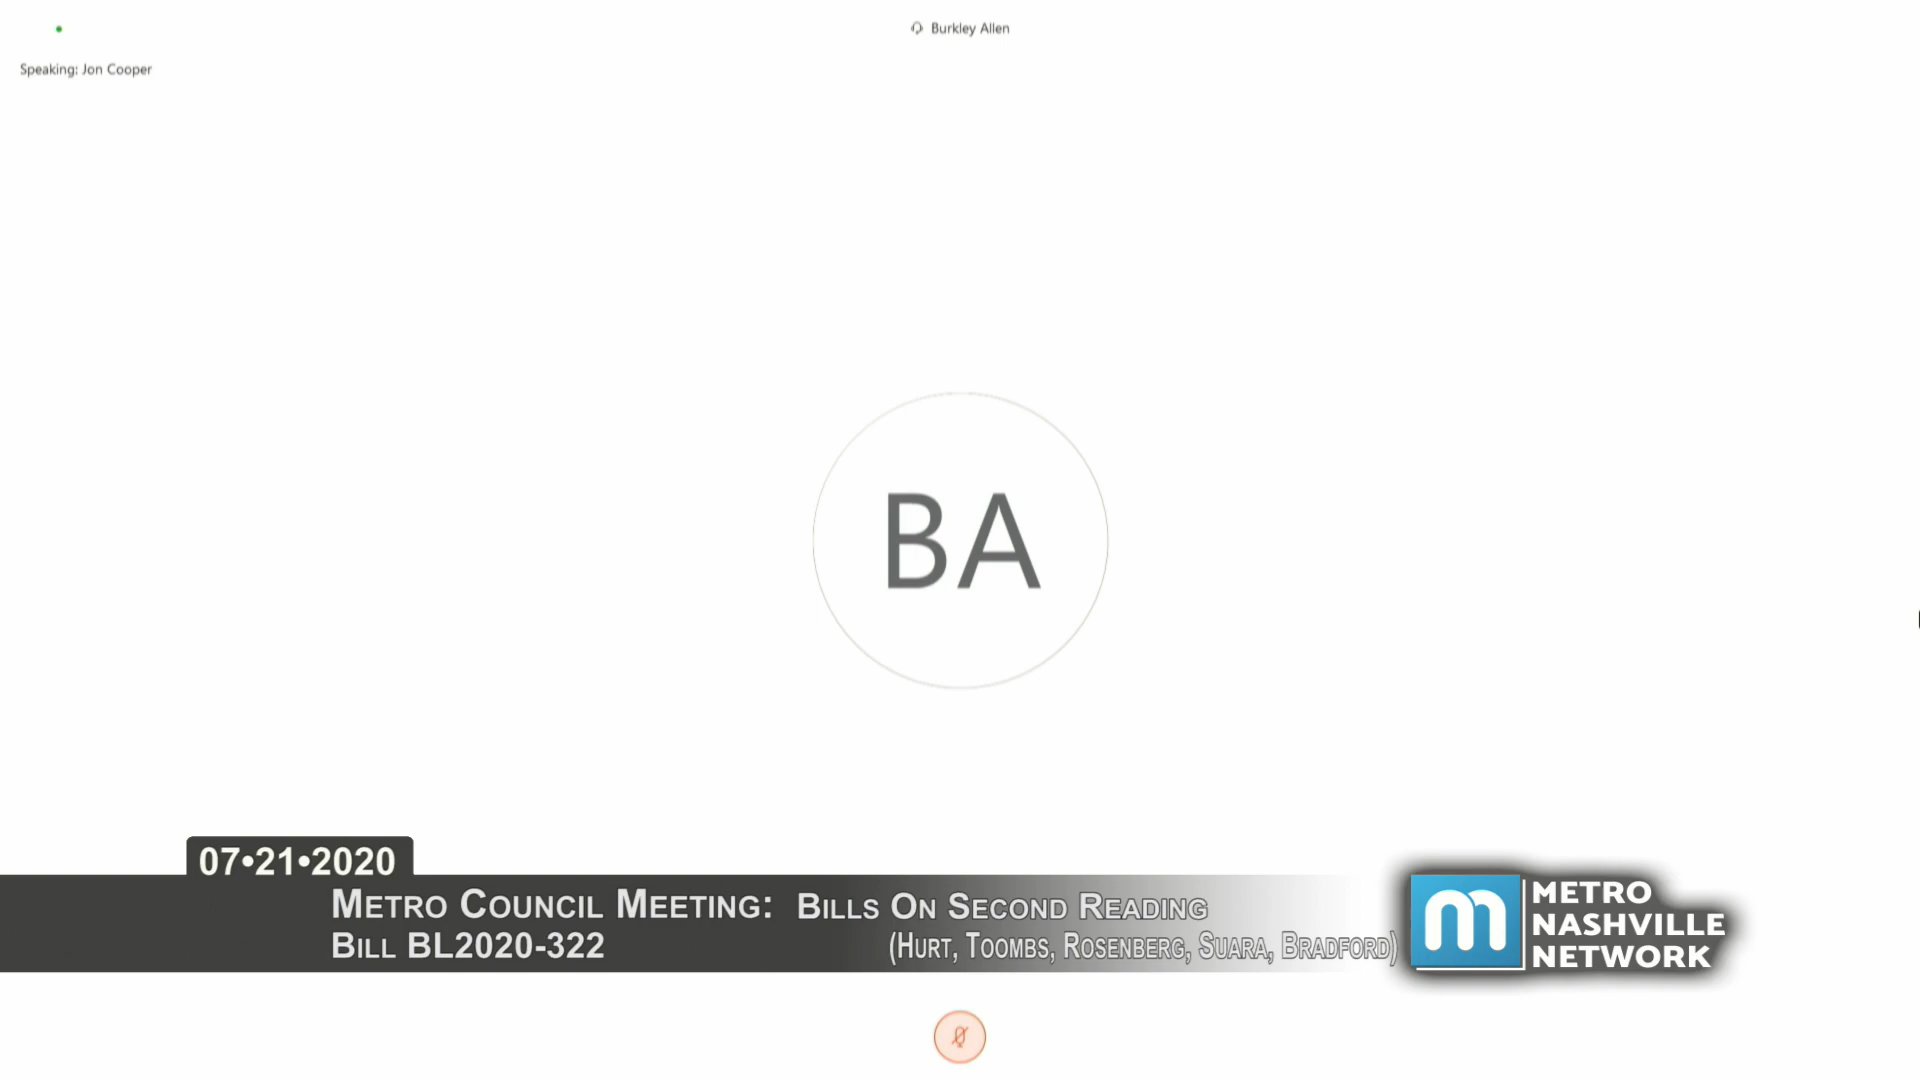 Burkley Allen
Speaking: Jon Cooper
BA
07•21•2020
METRO COUNCIL MEETING: BILLS ON SECOND READING
BILL BL2020-322 (HURT, TOOMBS, ROSENBERG, SUARA, BRADFORD)
m METRO
NASHVILLE
NETWORK